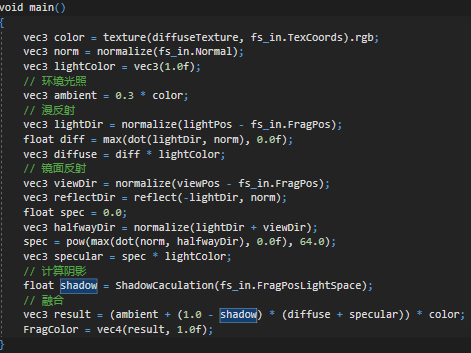 void main()
{
vec3 color = texture(diffuseTexture, fs_in.TexCoords).rgb;
vec3 norm = normalize(fs_in.Normal);
vec3 lightColor = vec3(1.0f);
// 环境光照
vec3 ambient = 0.3 * color;
// 漫反射
vec3 lightDir = normalize(lightPos - fs_in.FragPos);
float diff = max(dot(lightDir, norm), 0.0f);
vec3 diffuse = diff * lightColor;
// 镜面反射
vec3 viewDir = normalize(viewPos - fs_in.FragPos);
vec3 reflectDir = reflect(-lightDir, norm);
float spec = 0.0;
vec3 halfwayDir = normalize(lightDir + viewDir);
spec = pow(max(dot(norm, halfwayDir), 0.0f), 64.0);
vec3 specular = spec * lightColor;
// 计算阴影
float shadow = ShadowCaculation(fs_in.FragPosLightSpace);
// 融合
vec3 result = (ambient + (1.0 - shadow) * (diffuse + specular)) * color;
FragColor = vec4(result, 1.0f);
}